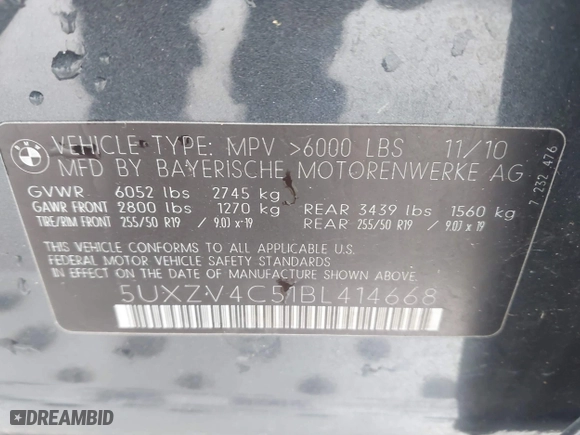 BMW
VEHICLE TYPE: MPV >6000 LBS 11/10
MFD BY BAYERISCHE MOTORENWERKE AG
GVWR 6052 lbs 2745 kg
GAWR FRONT 2800 lbs 1270 kg REAR 3439 lbs 1560 kg
TIRE/RIM FRONT 255/50 R19 / 9.0J x 19 REAR 255/50 R19 / 9.0J x 19
THIS VEHICLE CONFORMS TO ALL APPLICABLE U.S.
FEDERAL MOTOR VEHICLE SAFETY STANDARDS
IN EFFECT ON THE DATE OF MANUFACTURE SHOWN ABOVE.
5UXZV4C51BL414668
7 232 476
DREAMBID